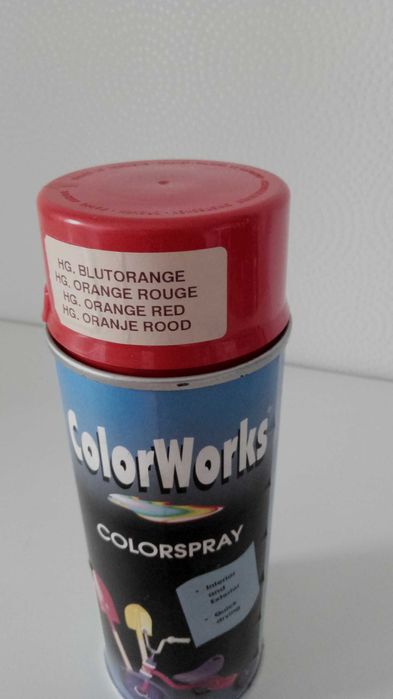 HG. BLUTORANGE
HG. ORANGE ROUGE
HG. ORANGE RED
HG. ORANJE ROOD
ColorWorks
COLORSPRAY
• Interior
and
Exterior
• Quick
drying